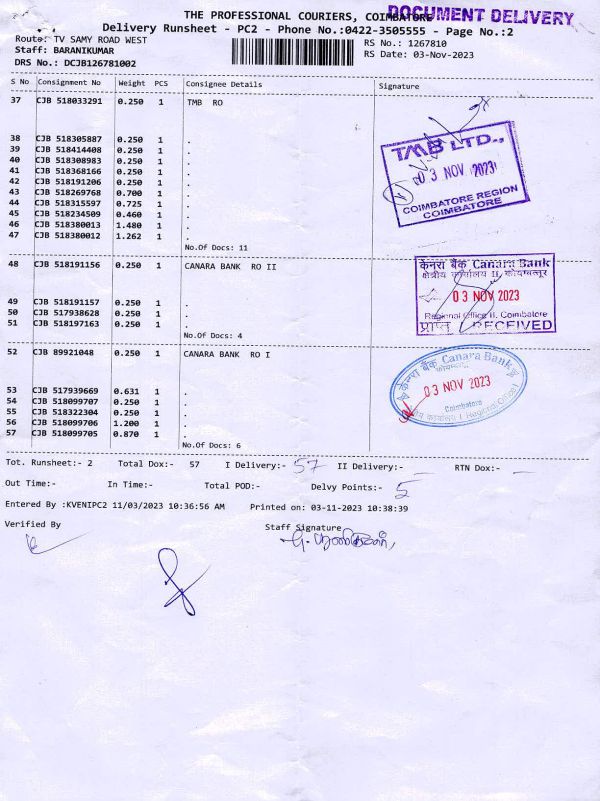 THE PROFESSIONAL COURIERS, COIMBATORE
DOCUMENT DELIVERY
Delivery Runsheet - PC2 - Phone No.:0422-3505555 - Page No.:2
Route: TV SAMY ROAD WEST
RS No.: 1267810
Staff: BARANIKUMAR
RS Date: 03-Nov-2023
DRS No.: DCJB126781002
S No Consignment No Weight PCS Consignee Details Signature
37 CJB 518033291 0.250 1 TMB RO
38 CJB 518305887 0.250 1 .
39 CJB 518414408 0.250 1 .
40 CJB 518308983 0.250 1 .
41 CJB 518368166 0.250 1 .
42 CJB 518191206 0.250 1 .
43 CJB 518269768 0.700 1 .
44 CJB 518315597 0.725 1 .
45 CJB 518234509 0.460 1 .
46 CJB 518380013 1.480 1 .
47 CJB 518380012 1.262 1 .
No.Of Docs: 11
TMB LTD.,
03 NOV 2023
COIMBATORE REGION
COIMBATORE
48 CJB 518191156 0.250 1 CANARA BANK RO II
49 CJB 518191157 0.250 1 .
50 CJB 517938628 0.250 1 .
51 CJB 518197163 0.250 1 .
No.Of Docs: 4
केनरा बैंक Canara Bank
क्षेत्रीय कार्यालय II, कोयम्बत्तूर
03 NOV 2023
Regional Office II, Coimbatore
प्राप्त / RECEIVED
52 CJB 89921048 0.250 1 CANARA BANK RO I
53 CJB 517939669 0.631 1 .
54 CJB 518099707 0.250 1 .
55 CJB 518322304 0.250 1 .
56 CJB 518099706 1.200 1 .
57 CJB 518099705 0.870 1 .
No.Of Docs: 6
केनरा बैंक Canara Bank
03 NOV 2023
Coimbatore
क्षेत्रीय कार्यालय I Regional Office I
Tot. Runsheet:- 2 Total Dox:- 57 I Delivery:- 57 II Delivery:- — RTN Dox:- —
Out Time:- In Time:- Total POD:- Delvy Points:- 5
Entered By :KVENIPC2 11/03/2023 10:36:56 AM Printed on: 03-11-2023 10:38:39
Verified By Staff Signature